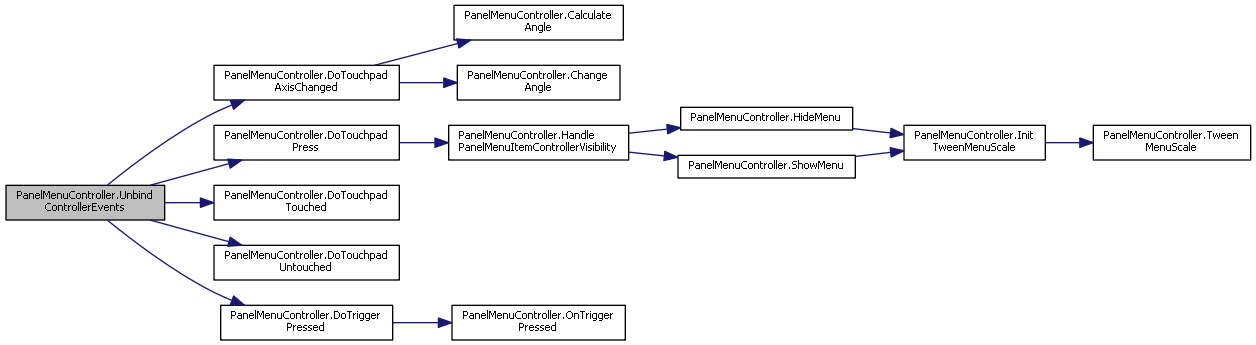 PanelMenuController.Calculate
Angle
PanelMenuController.DoTouchpad
AxisChanged
PanelMenuController.Change
Angle
PanelMenuController.HideMenu
PanelMenuController.DoTouchpad
Press
PanelMenuController.Handle
PanelMenuItemControllerVisibility
PanelMenuController.Init
TweenMenuScale
PanelMenuController.Tween
MenuScale
PanelMenuController.ShowMenu
PanelMenuController.Unbind
ControllerEvents
PanelMenuController.DoTouchpad
Touched
PanelMenuController.DoTouchpad
Untouched
PanelMenuController.DoTrigger
Pressed
PanelMenuController.OnTrigger
Pressed